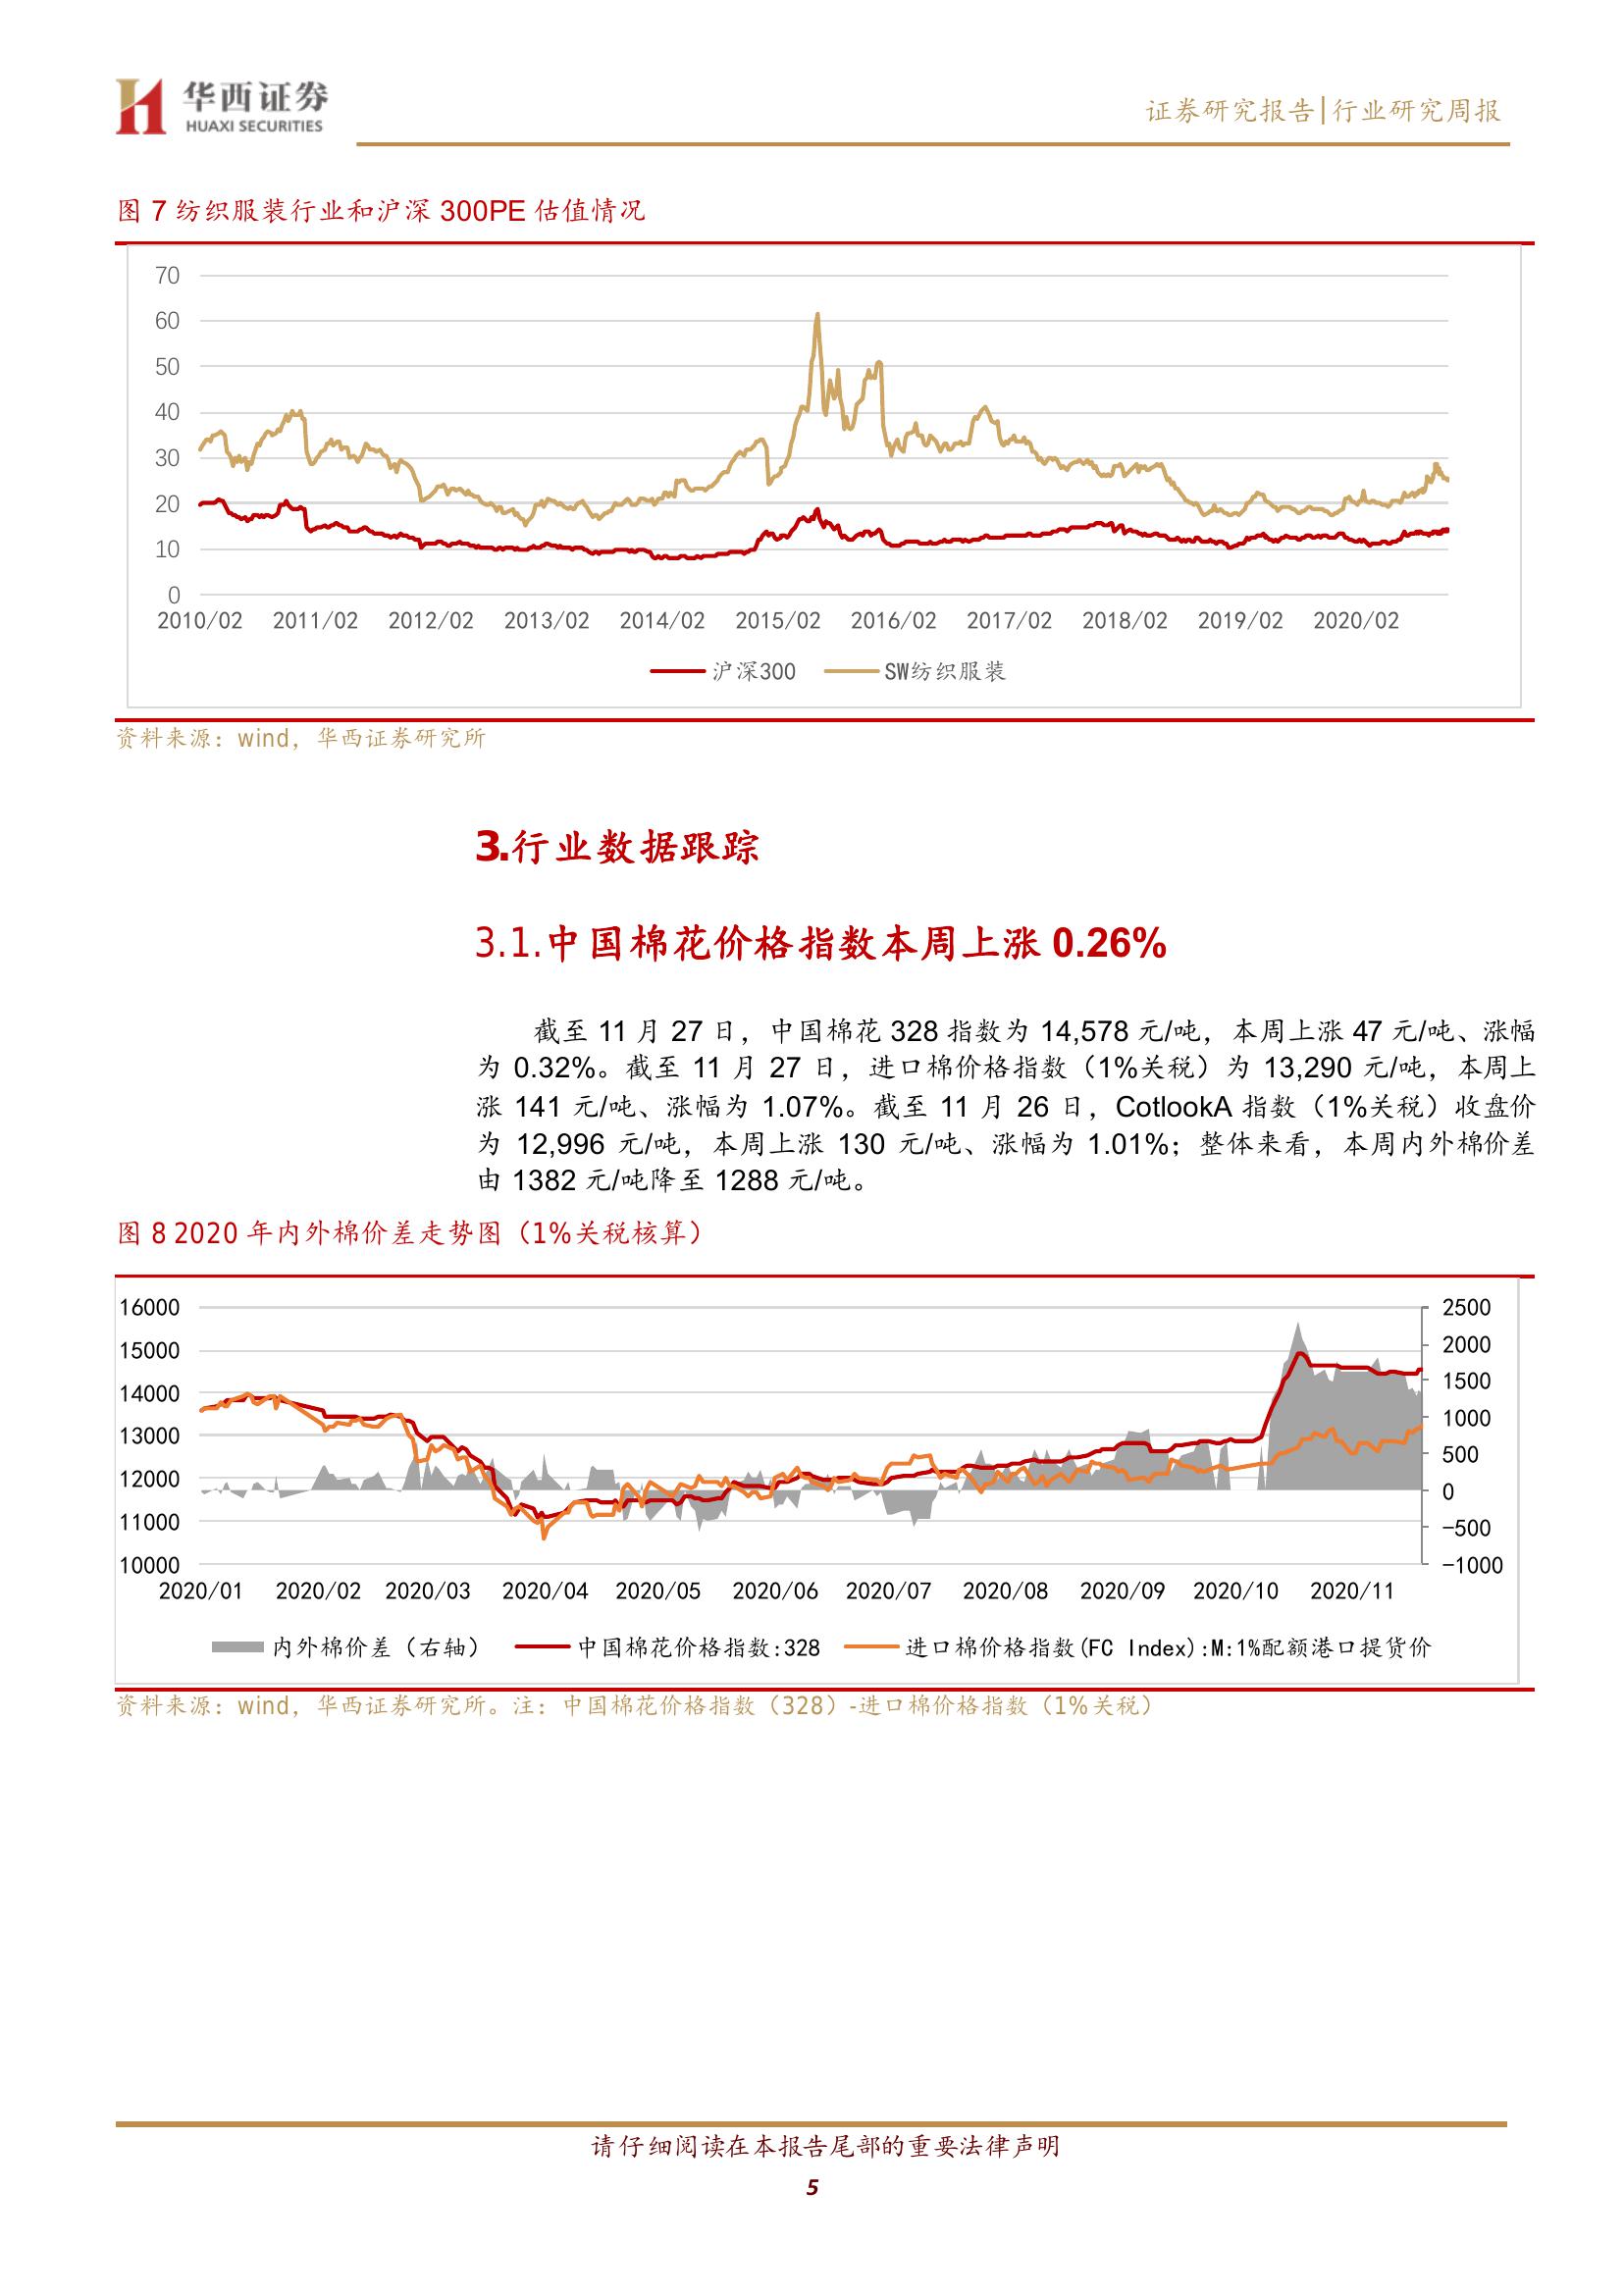 华西证券
HUAXI SECURITIES
证券研究报告|行业研究周报
图 7 纺织服装行业和沪深 300PE 估值情况
70
60
50
40
30
20
10
0
2010/02 2011/02 2012/02 2013/02 2014/02 2015/02 2016/02 2017/02 2018/02 2019/02 2020/02
沪深300 SW纺织服装
资料来源：wind，华西证券研究所
3.行业数据跟踪
3.1.中国棉花价格指数本周上涨 0.26%
截至 11 月 27 日，中国棉花 328 指数为 14,578 元/吨，本周上涨 47 元/吨、涨幅
为 0.32%。截至 11 月 27 日，进口棉价格指数（1%关税）为 13,290 元/吨，本周上
涨 141 元/吨、涨幅为 1.07%。截至 11 月 26 日，CotlookA 指数（1%关税）收盘价
为 12,996 元/吨，本周上涨 130 元/吨、涨幅为 1.01%；整体来看，本周内外棉价差
由 1382 元/吨降至 1288 元/吨。
图 8 2020 年内外棉价差走势图（1%关税核算）
16000 2500
15000 2000
14000 1500
13000 1000
12000 500
11000 0
10000 -500
-1000
2020/01 2020/02 2020/03 2020/04 2020/05 2020/06 2020/07 2020/08 2020/09 2020/10 2020/11
内外棉价差（右轴） 中国棉花价格指数:328 进口棉价格指数(FC Index):M:1%配额港口提货价
资料来源：wind，华西证券研究所。注：中国棉花价格指数（328）-进口棉价格指数（1%关税）
请仔细阅读在本报告尾部的重要法律声明
5